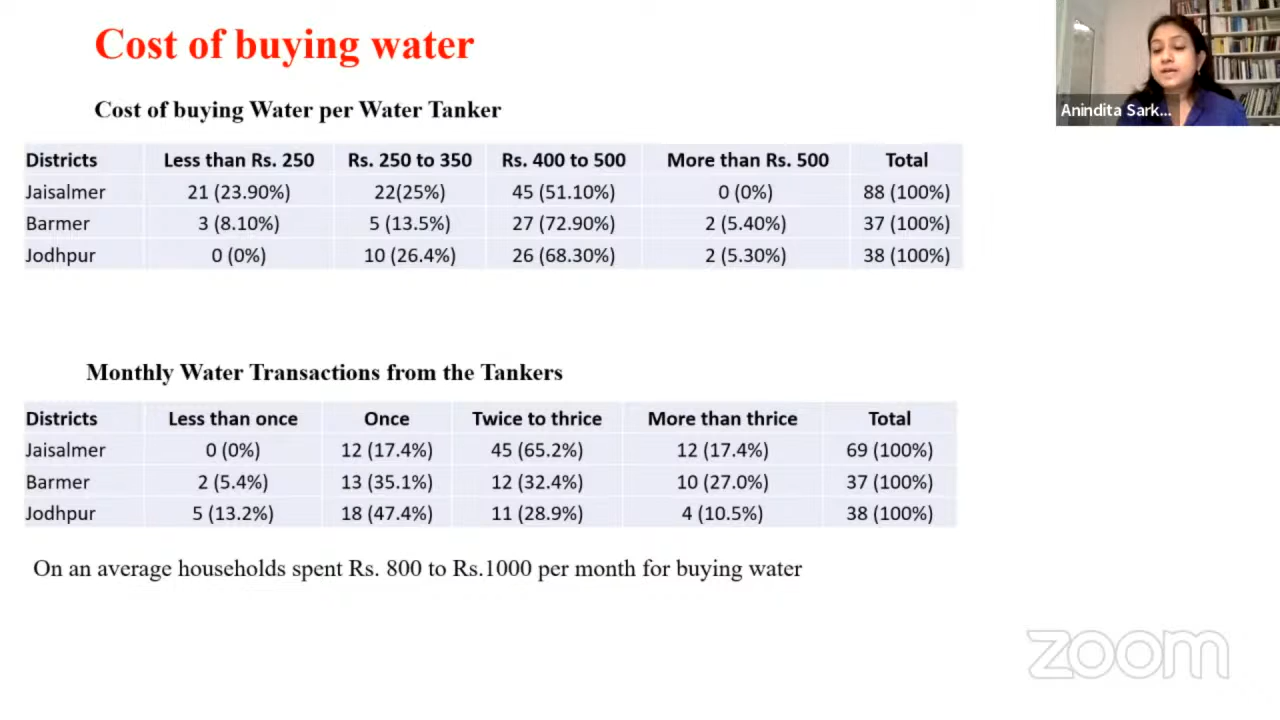 Cost of buying water
Anindita Sark...
Cost of buying Water per Water Tanker
Districts Less than Rs. 250 Rs. 250 to 350 Rs. 400 to 500 More than Rs. 500 Total
Jaisalmer 21 (23.90%) 22(25%) 45 (51.10%) 0 (0%) 88 (100%)
Barmer 3 (8.10%) 5 (13.5%) 27 (72.90%) 2 (5.40%) 37 (100%)
Jodhpur 0 (0%) 10 (26.4%) 26 (68.30%) 2 (5.30%) 38 (100%)
Monthly Water Transactions from the Tankers
Districts Less than once Once Twice to thrice More than thrice Total
Jaisalmer 0 (0%) 12 (17.4%) 45 (65.2%) 12 (17.4%) 69 (100%)
Barmer 2 (5.4%) 13 (35.1%) 12 (32.4%) 10 (27.0%) 37 (100%)
Jodhpur 5 (13.2%) 18 (47.4%) 11 (28.9%) 4 (10.5%) 38 (100%)
On an average households spent Rs. 800 to Rs.1000 per month for buying water
zoom